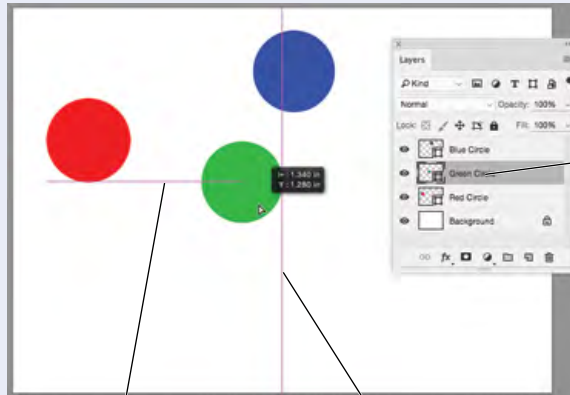 H: 1.340 in
V: 1.280 in
Layers
Kind
Normal
Opacity: 100%
Lock:
Fill: 100%
Blue Circle
Green Circle
Red Circle
Background
fx